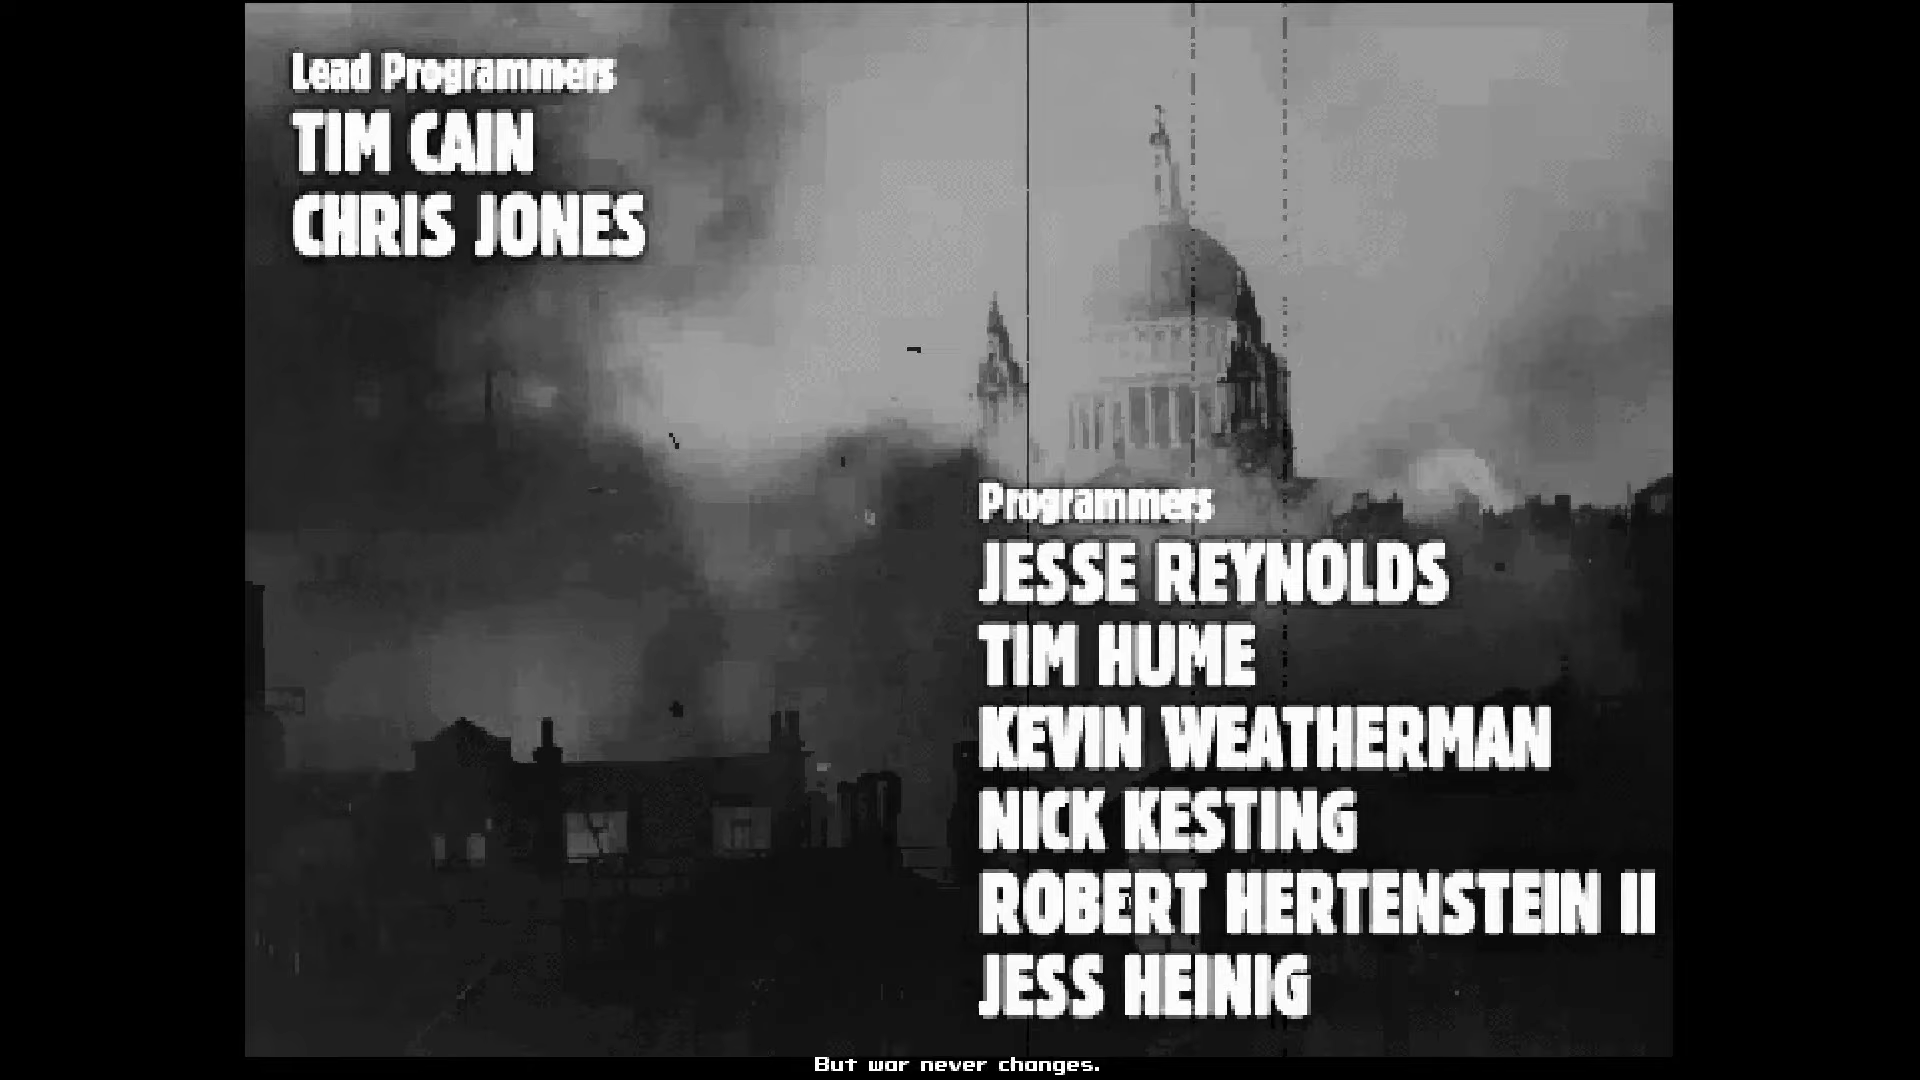 Lead Programmers
TIM CAIN
CHRIS JONES
Programmers
JESSE REYNOLDS
TIM HUME
KEVIN WEATHERMAN
NICK KESTING
ROBERT HERTENSTEIN II
JESS HEINIG
But war never changes.